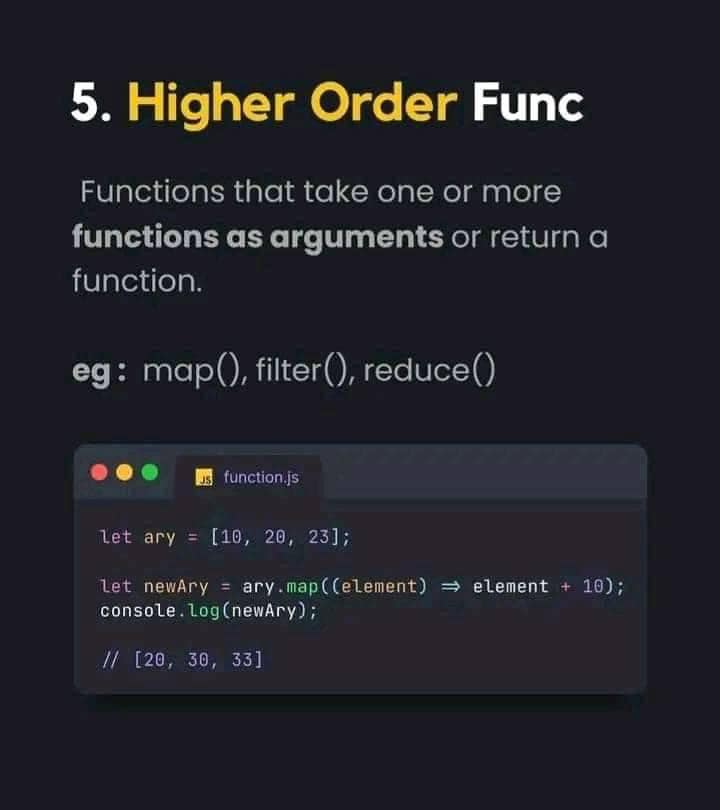 5. Higher Order Func
Functions that take one or more
functions as arguments or return a
function.
eg: map(), filter(), reduce()
JS function.js
let ary = [10, 20, 23];
let newAry = ary.map((element) => element + 10);
console.log(newAry);
// [20, 30, 33]